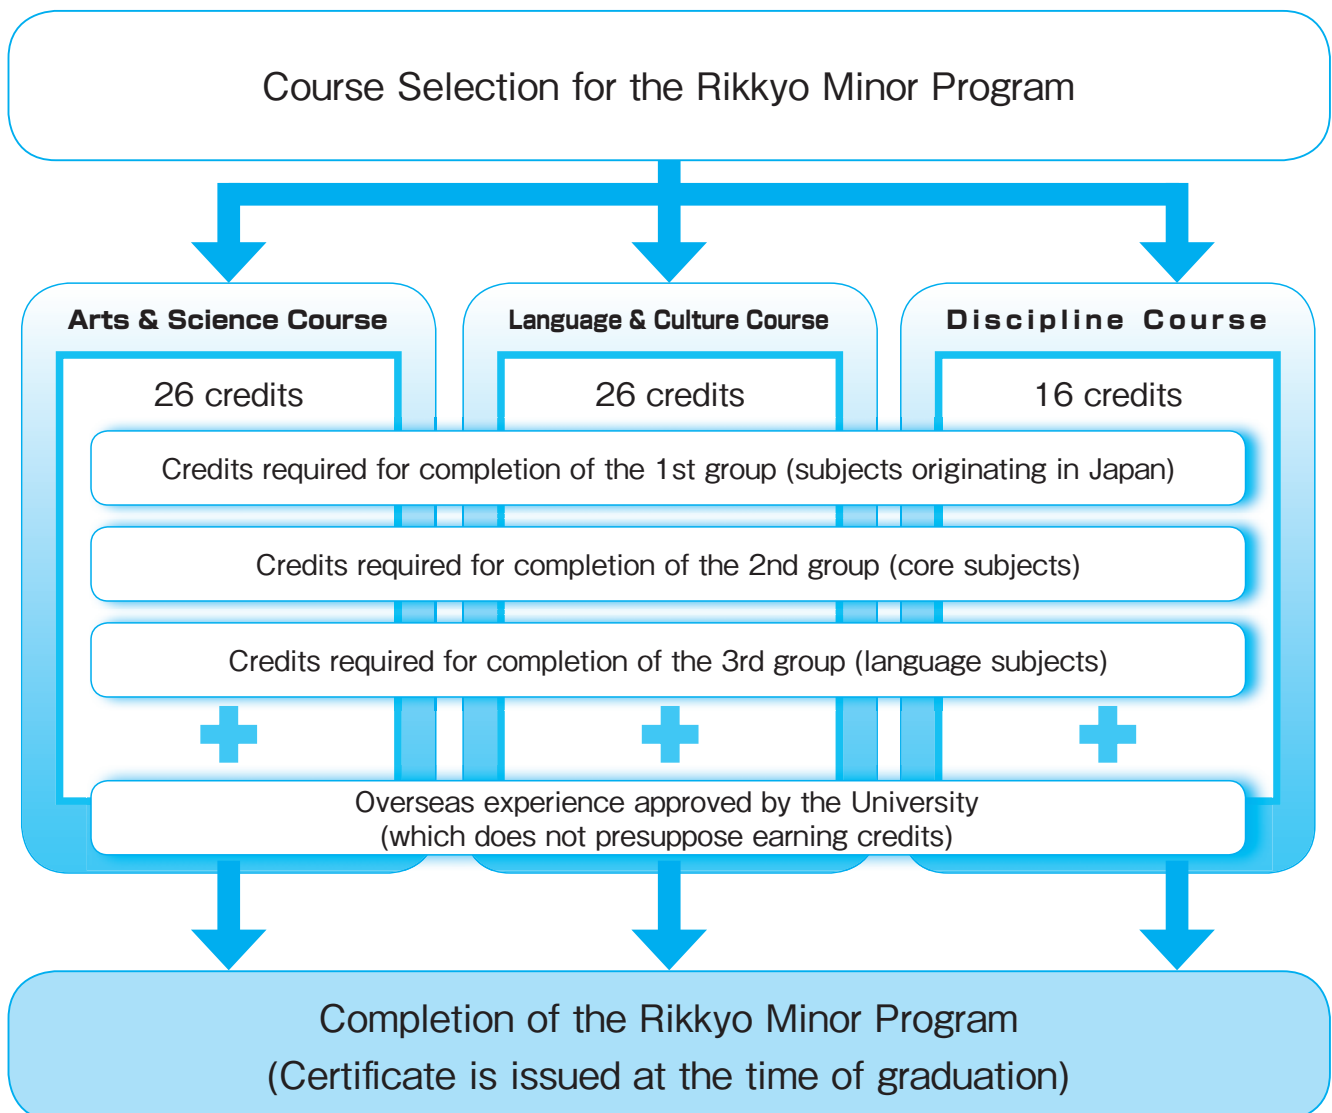 Course Selection for the Rikkyo Minor Program
Arts & Science Course
Language & Culture Course
Discipline Course
26 credits
26 credits
16 credits
Credits required for completion of the 1st group (subjects originating in Japan)
Credits required for completion of the 2nd group (core subjects)
Credits required for completion of the 3rd group (language subjects)
Overseas experience approved by the University
(which does not presuppose earning credits)
Completion of the Rikkyo Minor Program
(Certificate is issued at the time of graduation)